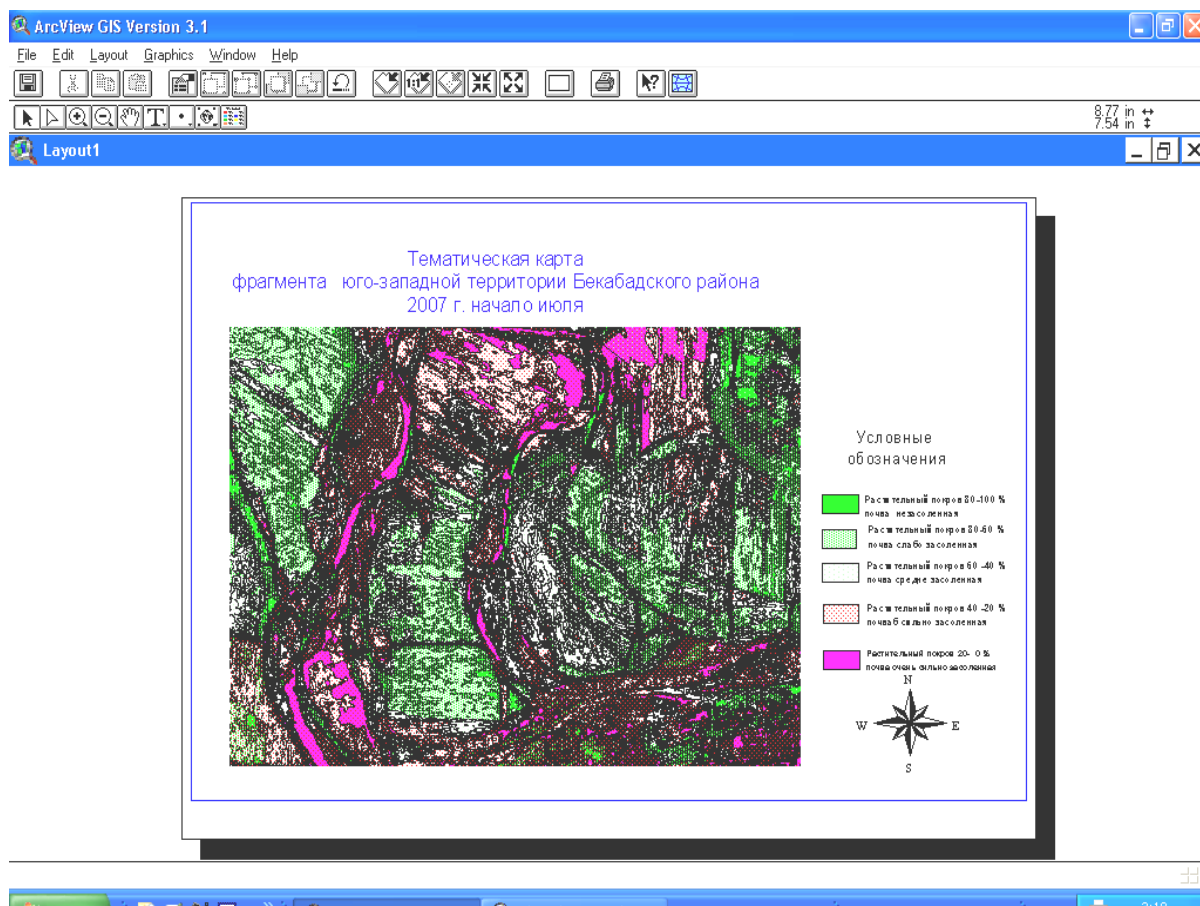 ArcView GIS Version 3.1
File Edit Layout Graphics Window Help
1:1
T
8.77 in
7.54 in
Layout1
Тематическая карта
фрагмента юго-западной территории Бекабадского района
2007 г. начало июля
Условные
обозначения
Растительный покров 80-100 %
почва незасоленная
Растительный покров 80-60 %
почва слабо засоленная
Растительный покров 60 -40 %
почва средне засоленная
Растительный покров 40 -20 %
почваб сильно засоленная
Растительный покров 20- 0 %
почва очень сильно засоленная
N
W E
S